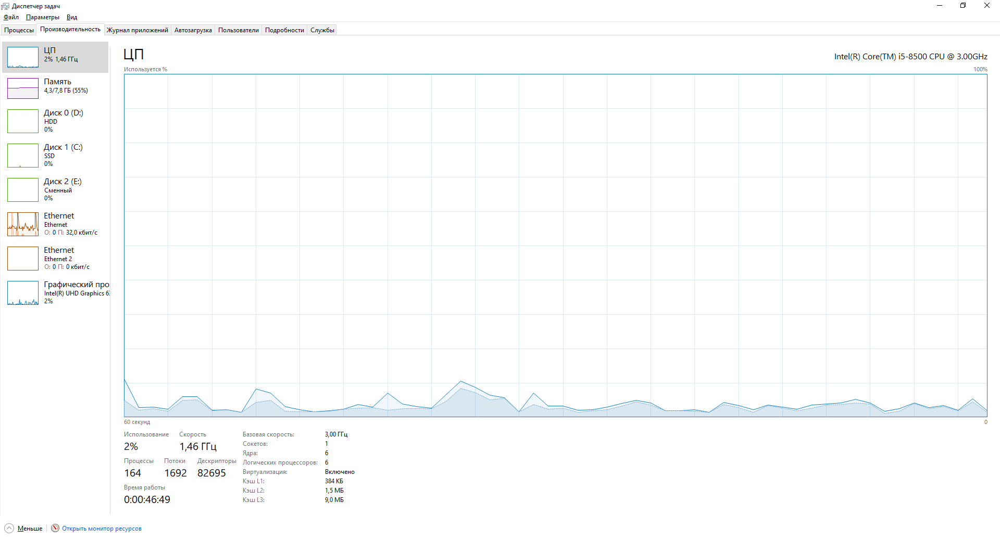 Диспетчер задач
Файл Параметры Вид
Процессы Производительность Журнал приложений Автозагрузка Пользователи Подробности Службы
ЦП
2% 1,46 ГГц
Память
4,3/7,8 ГБ (55%)
Диск 0 (D:)
HDD
0%
Диск 1 (C:)
SSD
0%
Диск 2 (E:)
Сменный
0%
Ethernet
Ethernet
О: 0 П: 32,0 кбит/с
Ethernet
Ethernet 2
О: 0 П: 0 кбит/с
Графический про
Intel(R) UHD Graphics 6
2%
ЦП
Intel(R) Core(TM) i5-8500 CPU @ 3.00GHz
Используется %
100%
60 секунд
0
Использование Скорость
2% 1,46 ГГц
Процессы Потоки Дескрипторы
164 1692 82695
Время работы
0:00:46:49
Базовая скорость: 3,00 ГГц
Сокетов: 1
Ядра: 6
Логических процессоров: 6
Виртуализация: Включено
Кэш L1: 384 КБ
Кэш L2: 1,5 МБ
Кэш L3: 9,0 МБ
Меньше Открыть монитор ресурсов